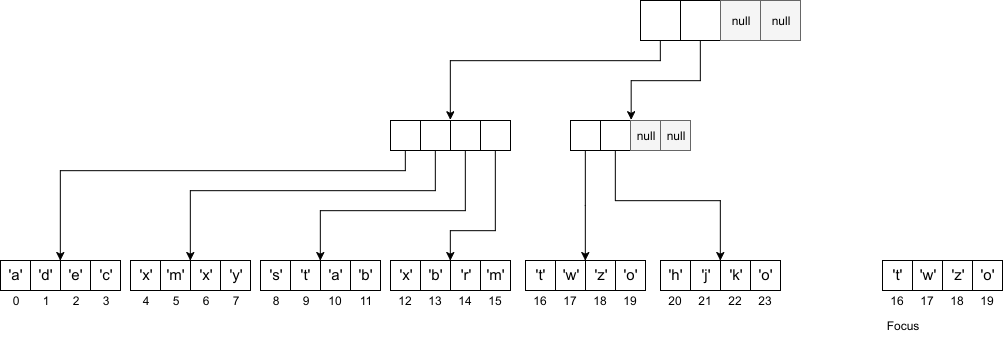 null null
null null
'a' 'd' 'e' 'c' 'x' 'm' 'x' 'y' 's' 't' 'a' 'b' 'x' 'b' 'r' 'm' 't' 'w' 'z' 'o' 'h' 'j' 'k' 'o' 't' 'w' 'z' 'o'
0 1 2 3 4 5 6 7 8 9 10 11 12 13 14 15 16 17 18 19 20 21 22 23 16 17 18 19
Focus